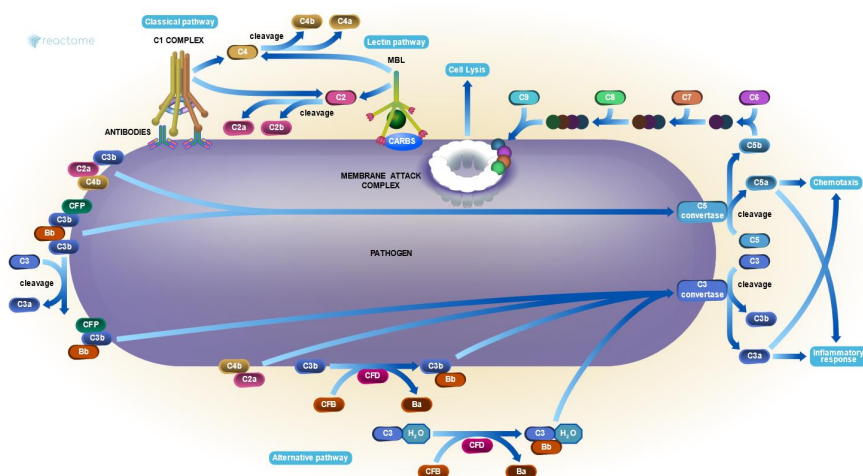 Classical pathway
C4b
C4a
reactome
C1 COMPLEX
cleavage
C4
Lectin pathway
MBL
Cell Lysis
C2
C9
C8
C7
C6
C2a
C2b
cleavage
ANTIBODIES
CARBS
C3b
C2a
C4b
MEMBRANE ATTACK
COMPLEX
C5b
C5a
Chemotaxis
CFP
C3b
Bb
C3b
C5
convertase
cleavage
C5
C3
PATHOGEN
C3
cleavage
C3a
C3
convertase
cleavage
C3b
CFP
C3b
Bb
C3a
Inflammatory
response
C4b
C2a
C3b
CFD
C3b
Bb
CFB
Ba
C3
H2O
CFD
C3
H2O
Bb
Alternative pathway
CFB
Ba